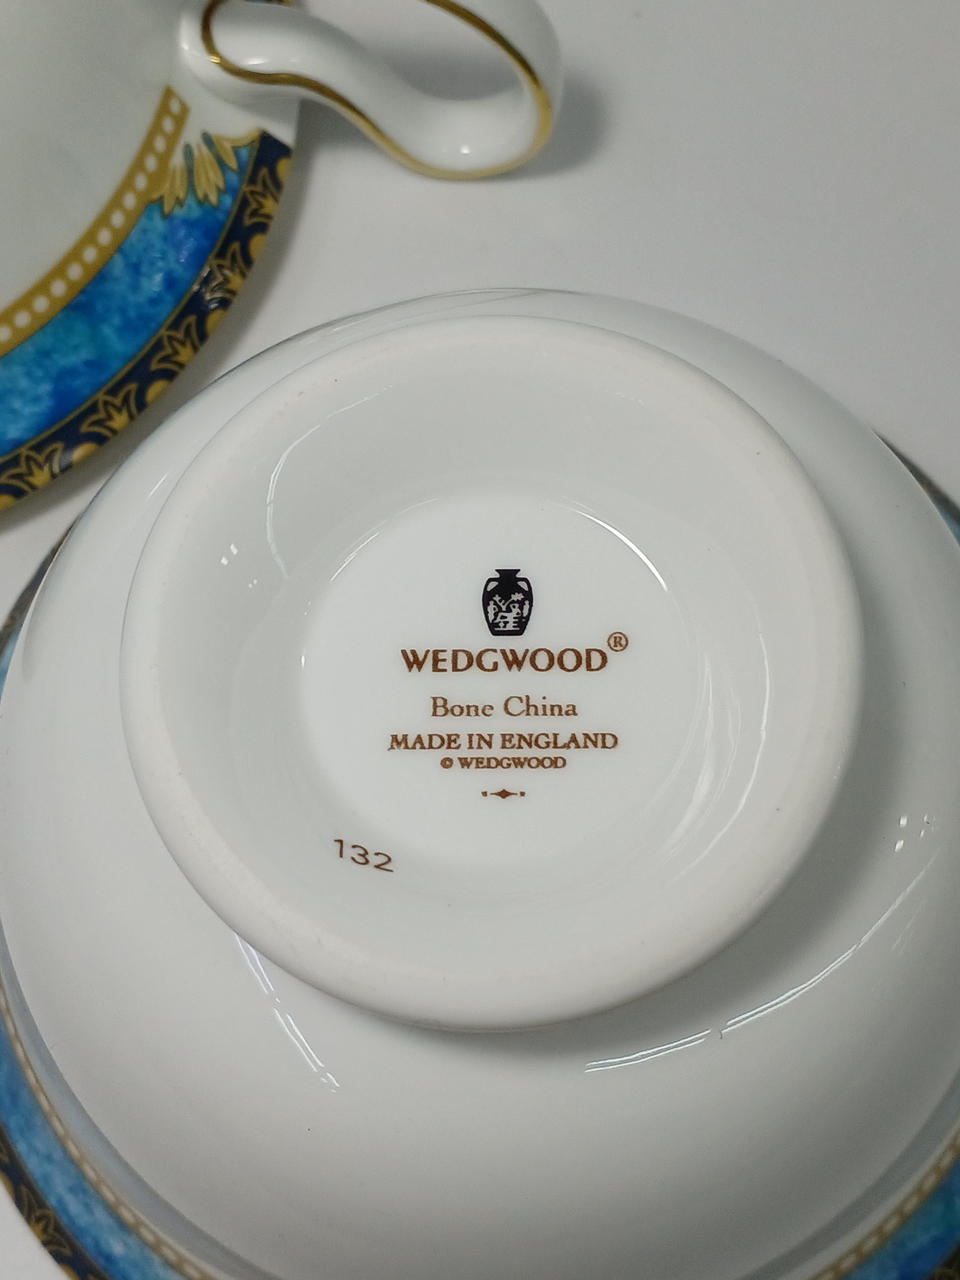 WEDGWOOD®
Bone China
MADE IN ENGLAND
© WEDGWOOD
132